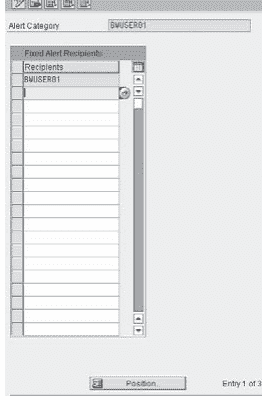 Alert Category BWUSER01
Fixed Alert Recipients
Recipients
BWUSER01
Position...
Entry 1 of 3